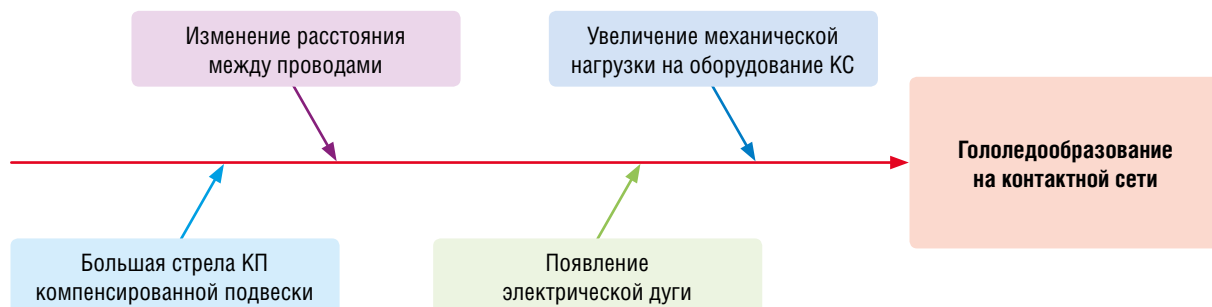 Изменение расстояния
между проводами
Увеличение механической
нагрузки на оборудование КС
Гололедообразование
на контактной сети
Большая стрела КП
компенсированной подвески
Появление
электрической дуги